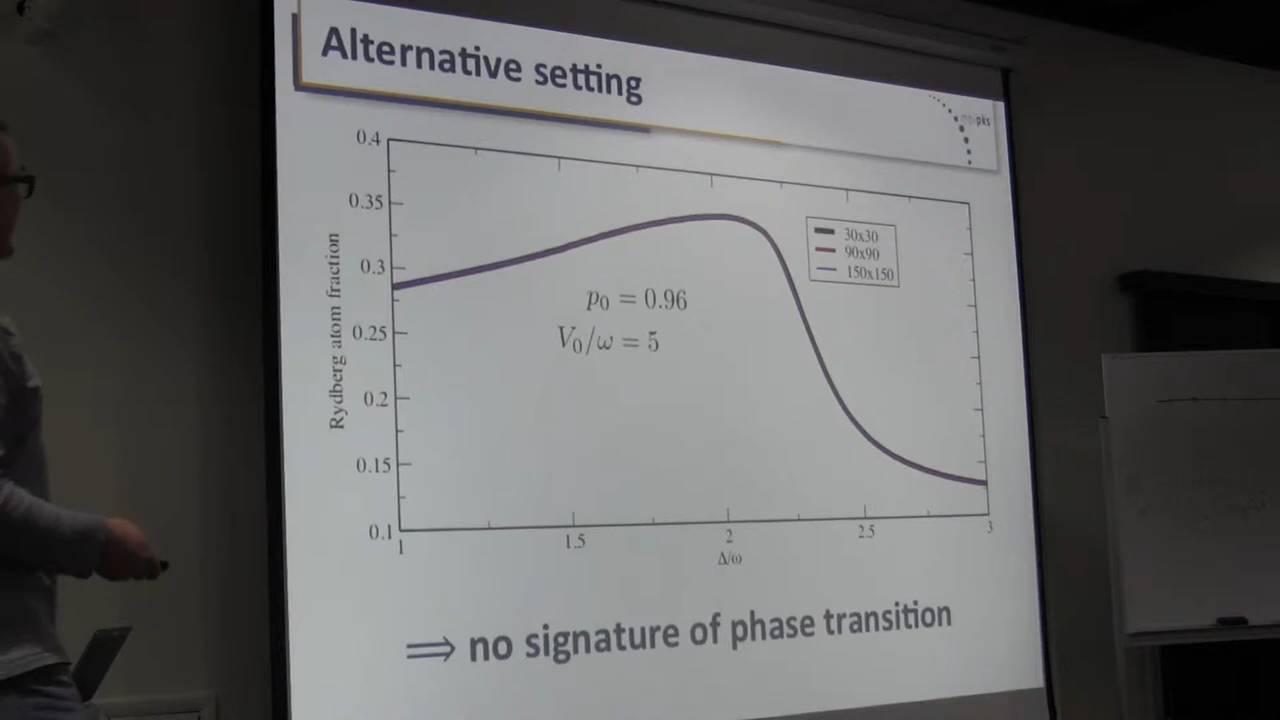 Alternative setting
pks
0.4
0.35
0.3
0.25
0.2
0.15
0.1
Rydberg atom fraction
30x30
90x90
150x150
p₀ = 0.96
V₀/ω = 5
1
1.5
2
2.5
3
Δ/ω
⇒ no signature of phase transition